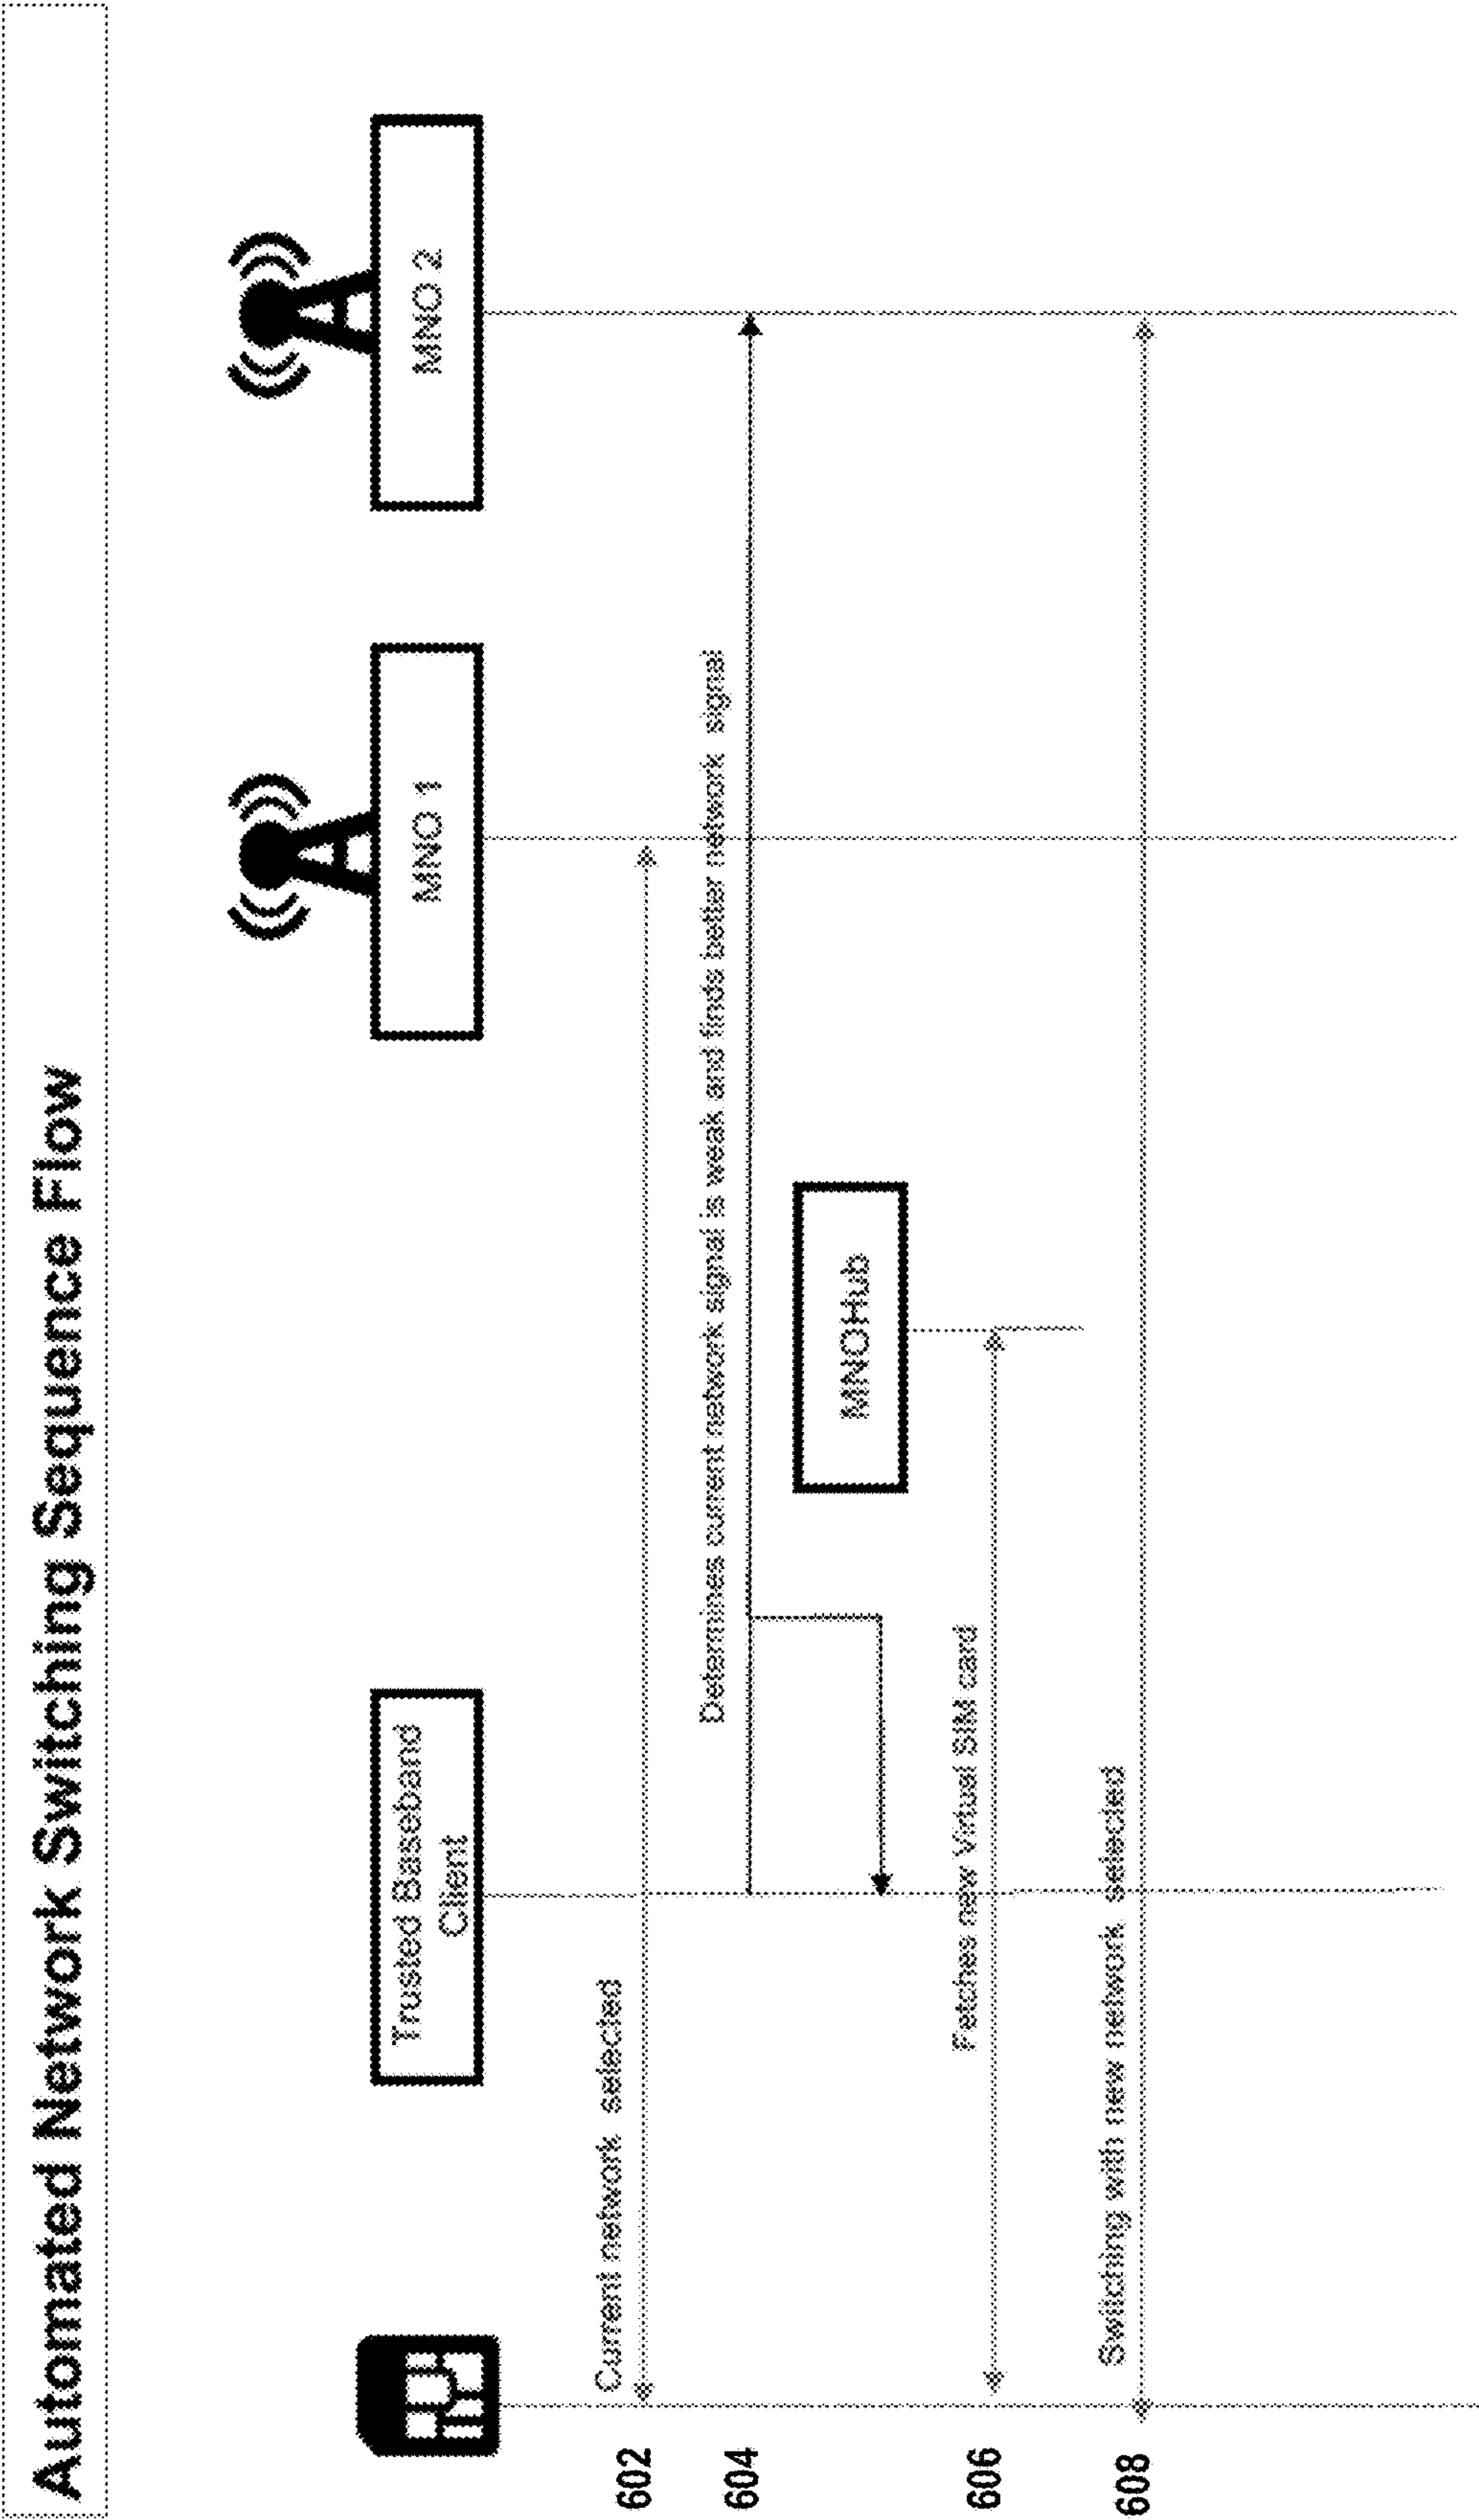 Automated Network Switching Sequence Flow
Trusted Baseband
Client
MNO 1
MNO 2
602
Current network selected
604
Determines current network signal is weak and finds better network signal
MNOHub
606
Fetches new Virtual SIM card
608
Switching with new network selected